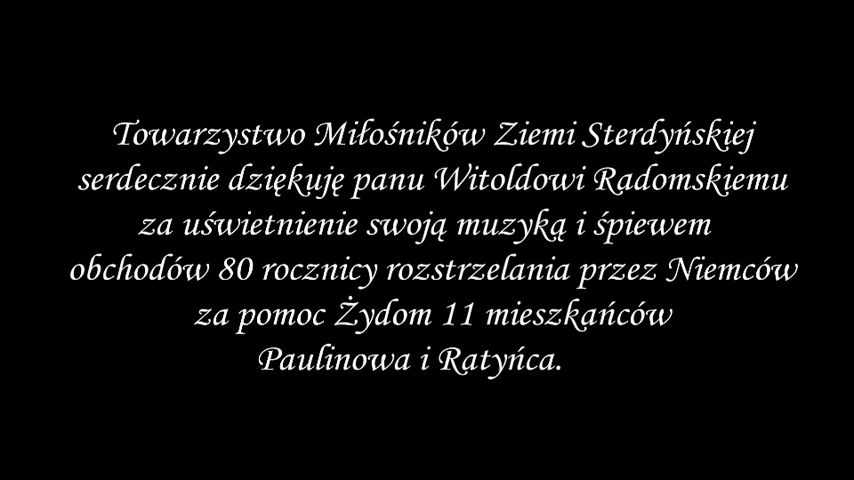 Towarzystwo Miłośników Ziemi Sterdyńskiej
serdecznie dziękuję panu Witoldowi Radomskiemu
za uświetnienie swoją muzyką i śpiewem
obchodów 80 rocznicy rozstrzelania przez Niemców
za pomoc Żydom 11 mieszkańców
Paulinowa i Ratyńca.